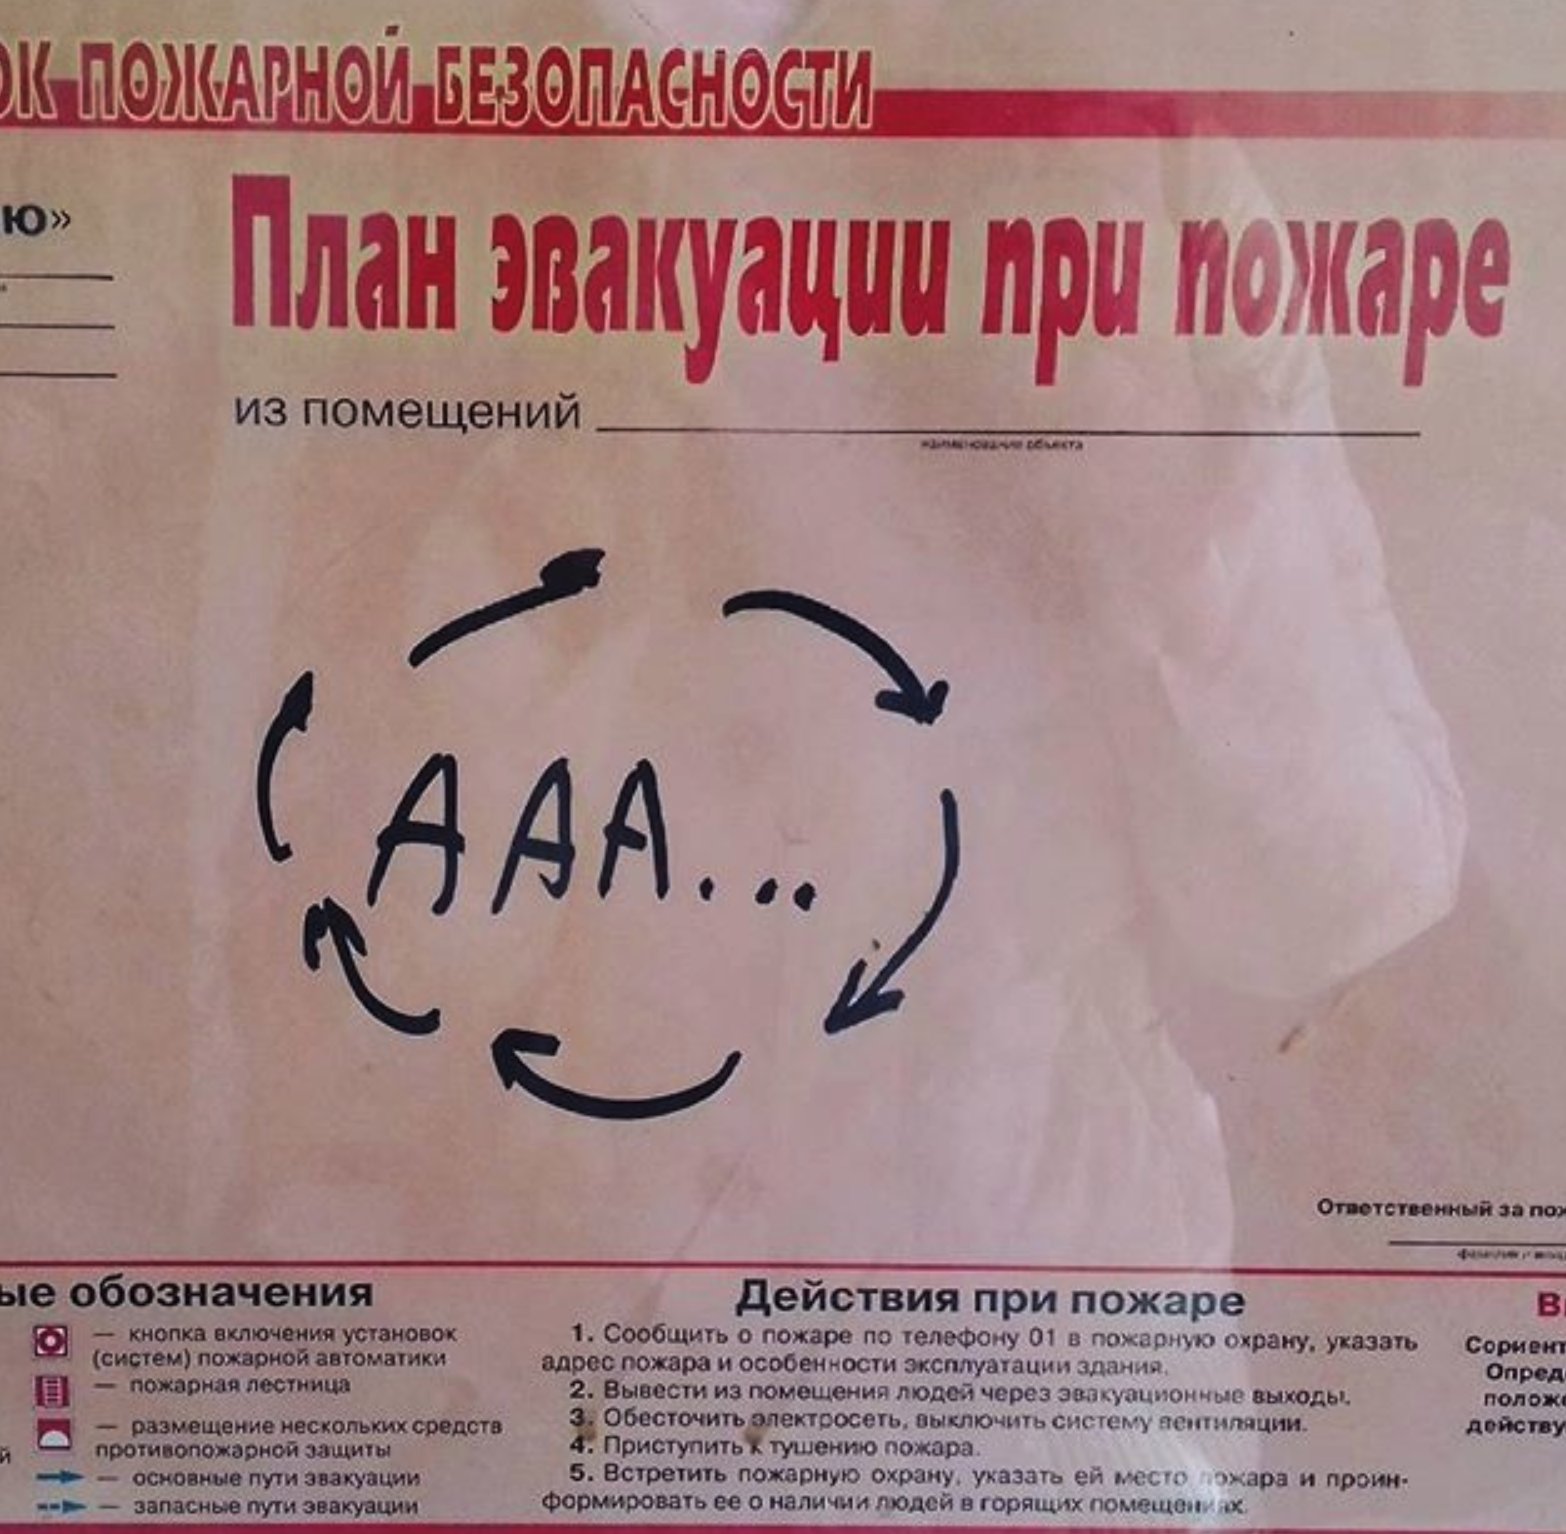 ОК ПОЖАРНОЙ БЕЗОПАСНОСТИ
Ю»
План эвакуации при пожаре
из помещений
наименование объекта
ААА...
Ответственный за пож
ые обозначения
— кнопка включения установок
(систем) пожарной автоматики
— пожарная лестница
— размещение нескольких средств
противопожарной защиты
й
— основные пути эвакуации
— запасные пути эвакуации
Действия при пожаре
1. Сообщить о пожаре по телефону 01 в пожарную охрану, указать
адрес пожара и особенности эксплуатации здания.
2. Вывести из помещения людей через эвакуационные выходы.
3. Обесточить электросеть, выключить систему вентиляции.
4. Приступить к тушению пожара.
5. Встретить пожарную охрану, указать ей место пожара и проин-
формировать ее о наличии людей в горящих помещениях.
В
Сориент
Опред
положе
действу